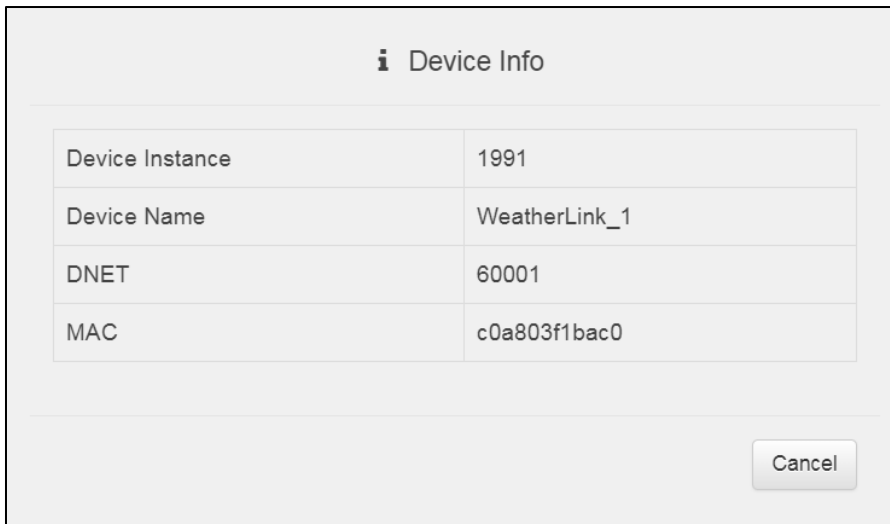 i Device Info
Device Instance 1991
Device Name WeatherLink_1
DNET 60001
MAC c0a803f1bac0
Cancel